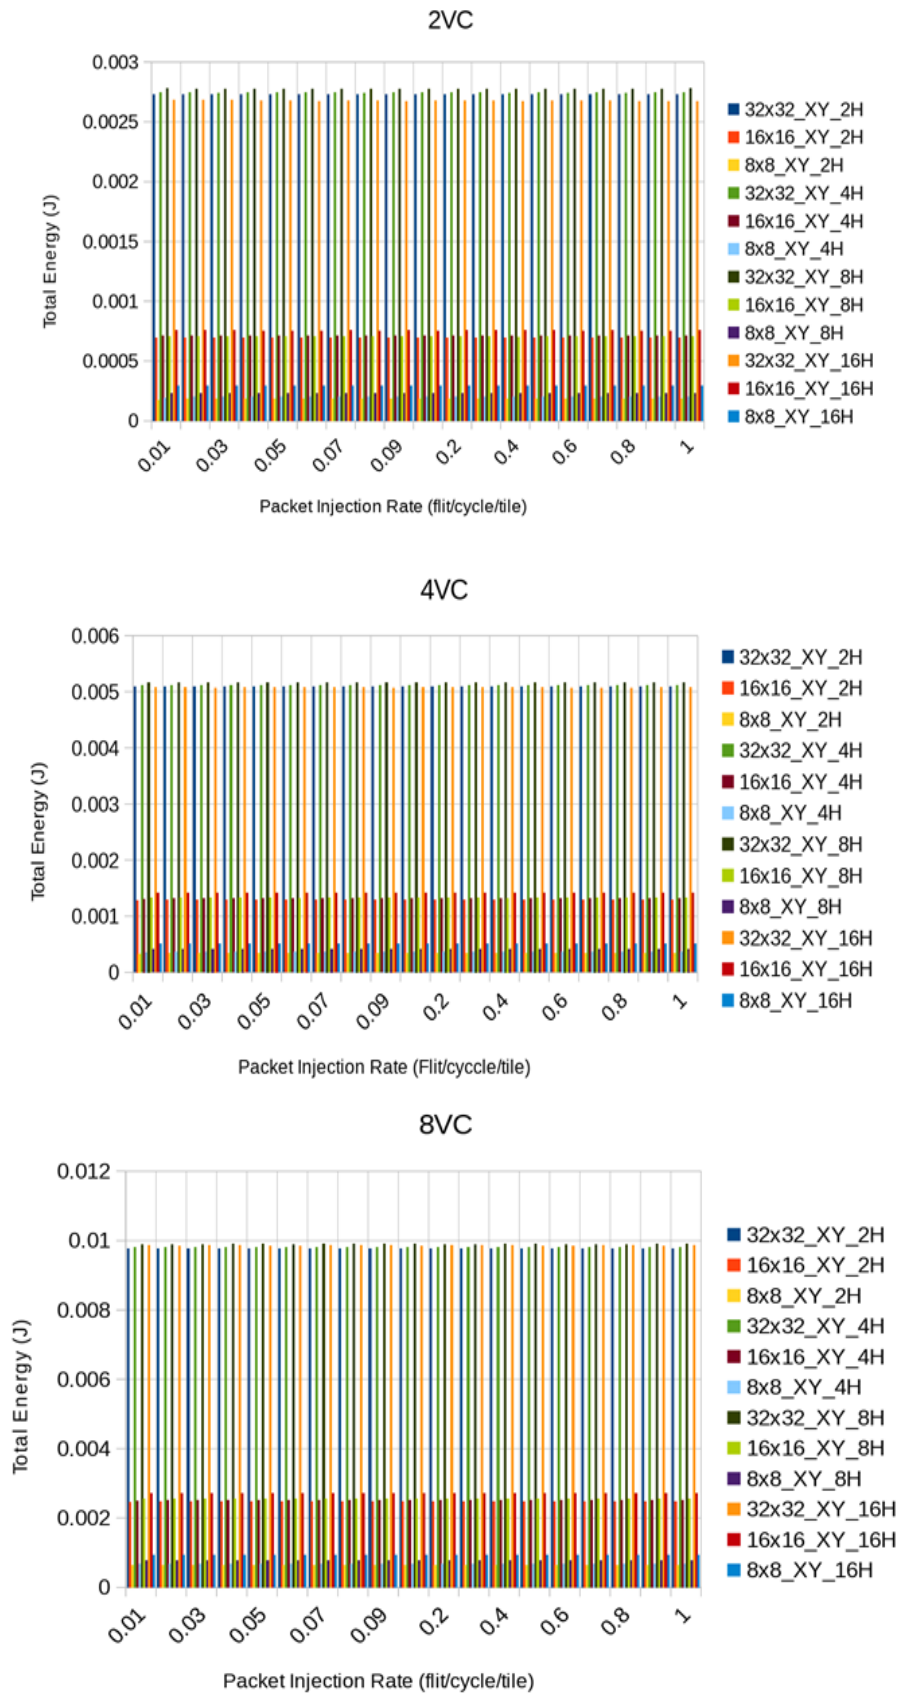 2VC
0.003
0.0025
0.002
0.0015
0.001
0.0005
0
Total Energy (J)
0.01
0.03
0.05
0.07
0.09
0.2
0.4
0.6
0.8
1
Packet Injection Rate (flit/cycle/tile)
32x32_XY_2H
16x16_XY_2H
8x8_XY_2H
32x32_XY_4H
16x16_XY_4H
8x8_XY_4H
32x32_XY_8H
16x16_XY_8H
8x8_XY_8H
32x32_XY_16H
16x16_XY_16H
8x8_XY_16H
4VC
0.006
0.005
0.004
0.003
0.002
0.001
0
Total Energy (J)
0.01
0.03
0.05
0.07
0.09
0.2
0.4
0.6
0.8
1
Packet Injection Rate (Flit/cyccle/tile)
32x32_XY_2H
16x16_XY_2H
8x8_XY_2H
32x32_XY_4H
16x16_XY_4H
8x8_XY_4H
32x32_XY_8H
16x16_XY_8H
8x8_XY_8H
32x32_XY_16H
16x16_XY_16H
8x8_XY_16H
8VC
0.012
0.01
0.008
0.006
0.004
0.002
0
Total Energy (J)
0.01
0.03
0.05
0.07
0.09
0.2
0.4
0.6
0.8
1
Packet Injection Rate (flit/cycle/tile)
32x32_XY_2H
16x16_XY_2H
8x8_XY_2H
32x32_XY_4H
16x16_XY_4H
8x8_XY_4H
32x32_XY_8H
16x16_XY_8H
8x8_XY_8H
32x32_XY_16H
16x16_XY_16H
8x8_XY_16H